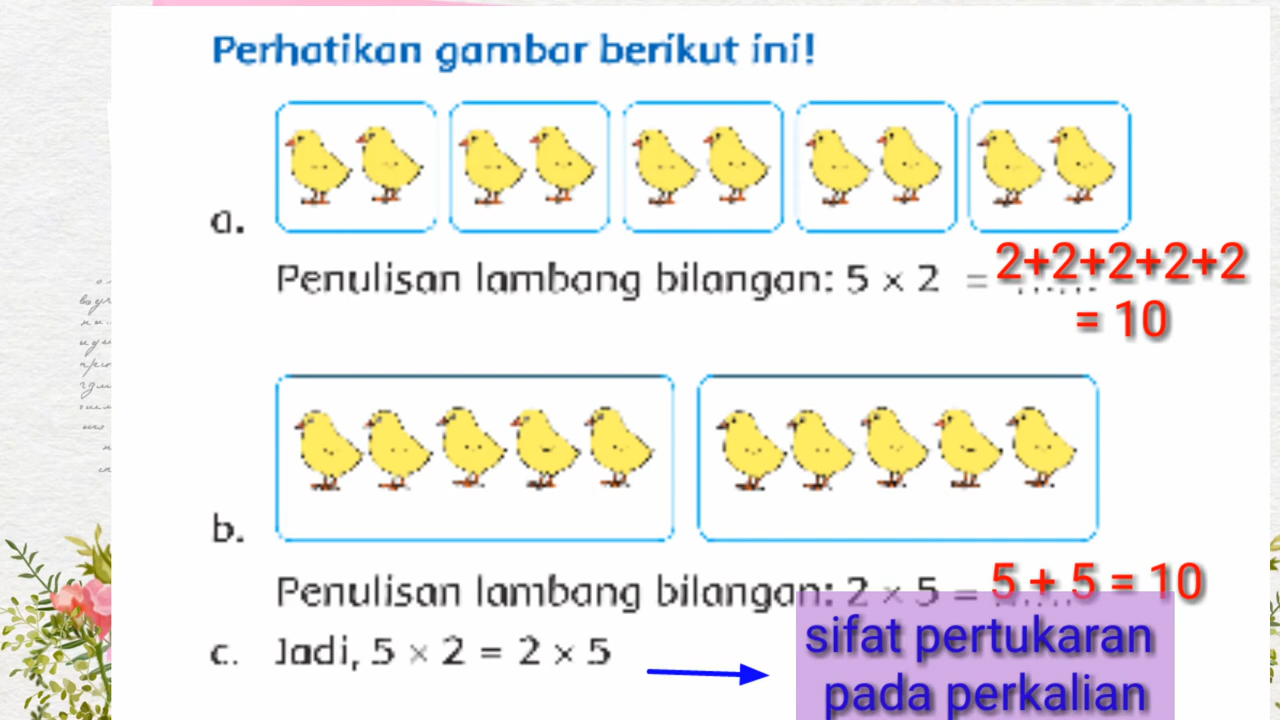 Perhatikan gambar berikut ini!
a.
Penulisan lambang bilangan: 5 × 2 = 2+2+2+2+2
= 10
b.
Penulisan lambang bilangan: 2 × 5 = 5 + 5 = 10
c. Jadi, 5 × 2 = 2 × 5
sifat pertukaran
pada perkalian